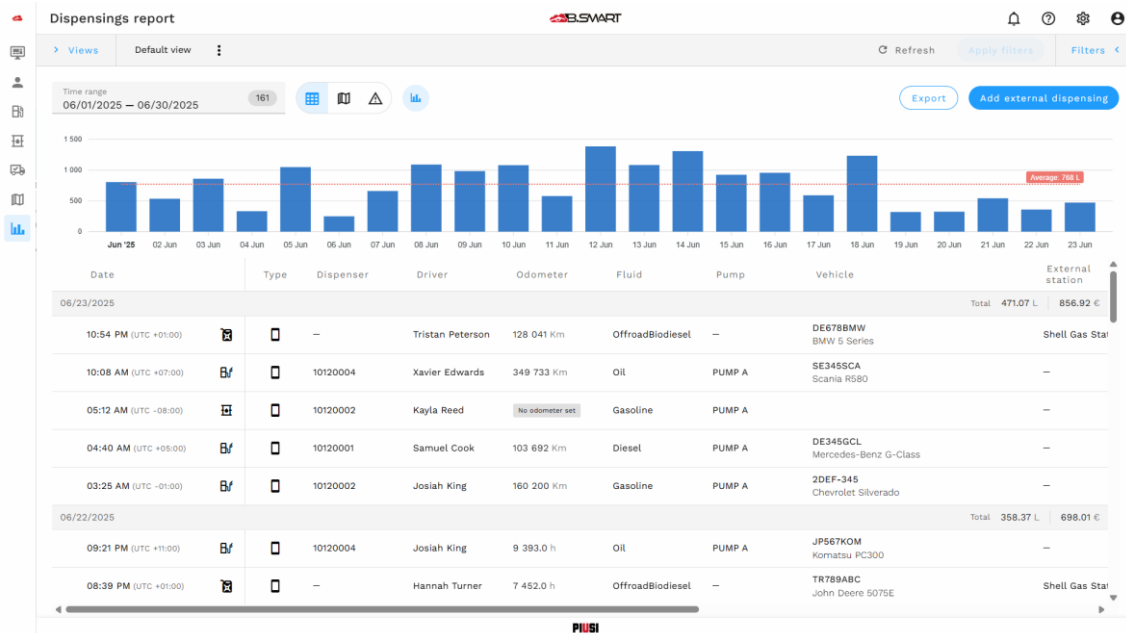 Dispensings report
B.SMART
Views
Default view
Refresh
Apply filters
Filters
Time range
06/01/2025 — 06/30/2025
161
Export
Add external dispensing
1 500
1 000
500
0
Average: 768 L
Jun '25 02 Jun 03 Jun 04 Jun 05 Jun 06 Jun 07 Jun 08 Jun 09 Jun 10 Jun 11 Jun 12 Jun 13 Jun 14 Jun 15 Jun 16 Jun 17 Jun 18 Jun 19 Jun 20 Jun 21 Jun 22 Jun 23 Jun
Date Type Dispenser Driver Odometer Fluid Pump Vehicle External station
06/23/2025 Total 471.07 L 856.92 €
10:54 PM (UTC +01:00) — Tristan Peterson 128 041 Km OffroadBiodiesel — DE678BMW Shell Gas Stat
BMW 5 Series
10:08 AM (UTC +07:00) 10120004 Xavier Edwards 349 733 Km Oil PUMP A SE345SCA —
Scania R580
05:12 AM (UTC -08:00) 10120002 Kayla Reed No odometer set Gasoline PUMP A —
04:40 AM (UTC +05:00) 10120001 Samuel Cook 103 692 Km Diesel PUMP A DE345GCL —
Mercedes-Benz G-Class
03:25 AM (UTC -01:00) 10120002 Josiah King 160 200 Km Gasoline PUMP A 2DEF-345 —
Chevrolet Silverado
06/22/2025 Total 358.37 L 698.01 €
09:21 PM (UTC +11:00) 10120004 Josiah King 9 393.0 h Oil PUMP A JP567KOM —
Komatsu PC300
08:39 PM (UTC +01:00) — Hannah Turner 7 452.0 h OffroadBiodiesel — TR789ABC Shell Gas Stat
John Deere 5075E
PIUSI